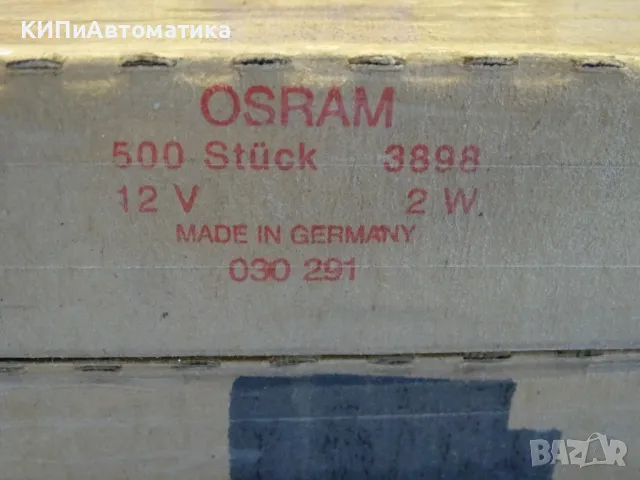 КИПиАвтоматика
OSRAM
500 Stück 3898
12 V 2 W
MADE IN GERMANY
030 291
BAZAR